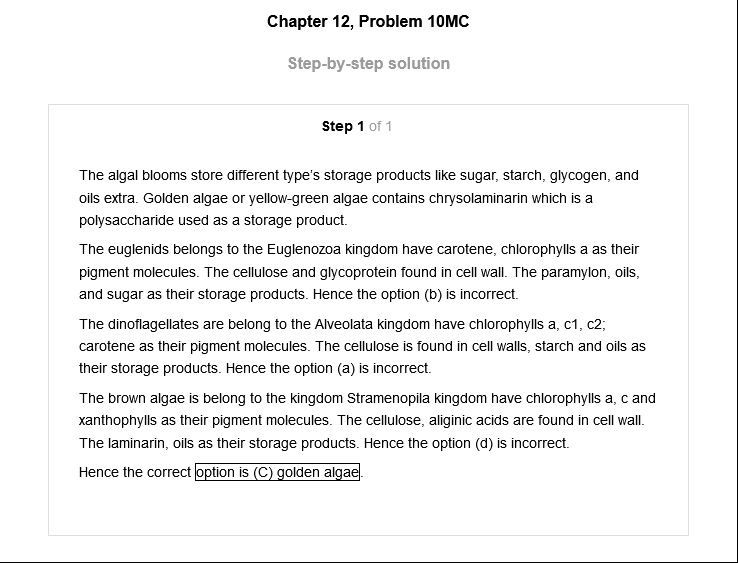 Chapter 12, Problem 10MC
Step-by-step solution
Step 1 of 1
The algal blooms store different type's storage products like sugar, starch, glycogen, and
oils extra. Golden algae or yellow-green algae contains chrysolaminarin which is a
polysaccharide used as a storage product.
The euglenids belongs to the Euglenozoa kingdom have carotene, chlorophylls a as their
pigment molecules. The cellulose and glycoprotein found in cell wall. The paramylon, oils,
and sugar as their storage products. Hence the option (b) is incorrect.
The dinoflagellates are belong to the Alveolata kingdom have chlorophylls a, c1, c2;
carotene as their pigment molecules. The cellulose is found in cell walls, starch and oils as
their storage products. Hence the option (a) is incorrect.
The brown algae is belong to the kingdom Stramenopila kingdom have chlorophylls a, c and
xanthophylls as their pigment molecules. The cellulose, aliginic acids are found in cell wall.
The laminarin, oils as their storage products. Hence the option (d) is incorrect.
Hence the correct option is (C) golden algae.